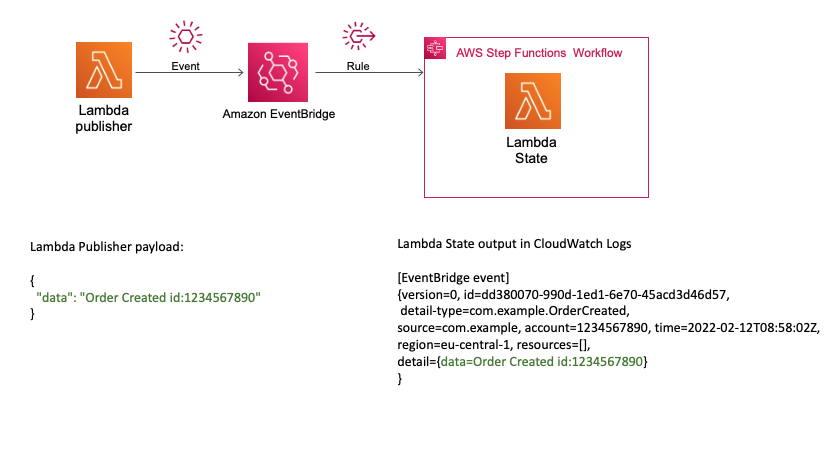 Event
Rule
AWS Step Functions  Workflow
Lambda
publisher
Amazon EventBridge
Lambda
State
Lambda Publisher payload:
{
"data": "Order Created id:1234567890"
}
Lambda State output in CloudWatch Logs
[EventBridge event]
{version=0, id=dd380070-990d-1ed1-6e70-45acd3d46d57,
detail-type=com.example.OrderCreated,
source=com.example, account=1234567890, time=2022-02-12T08:58:02Z,
region=eu-central-1, resources=[],
detail={data=Order Created id:1234567890}
}